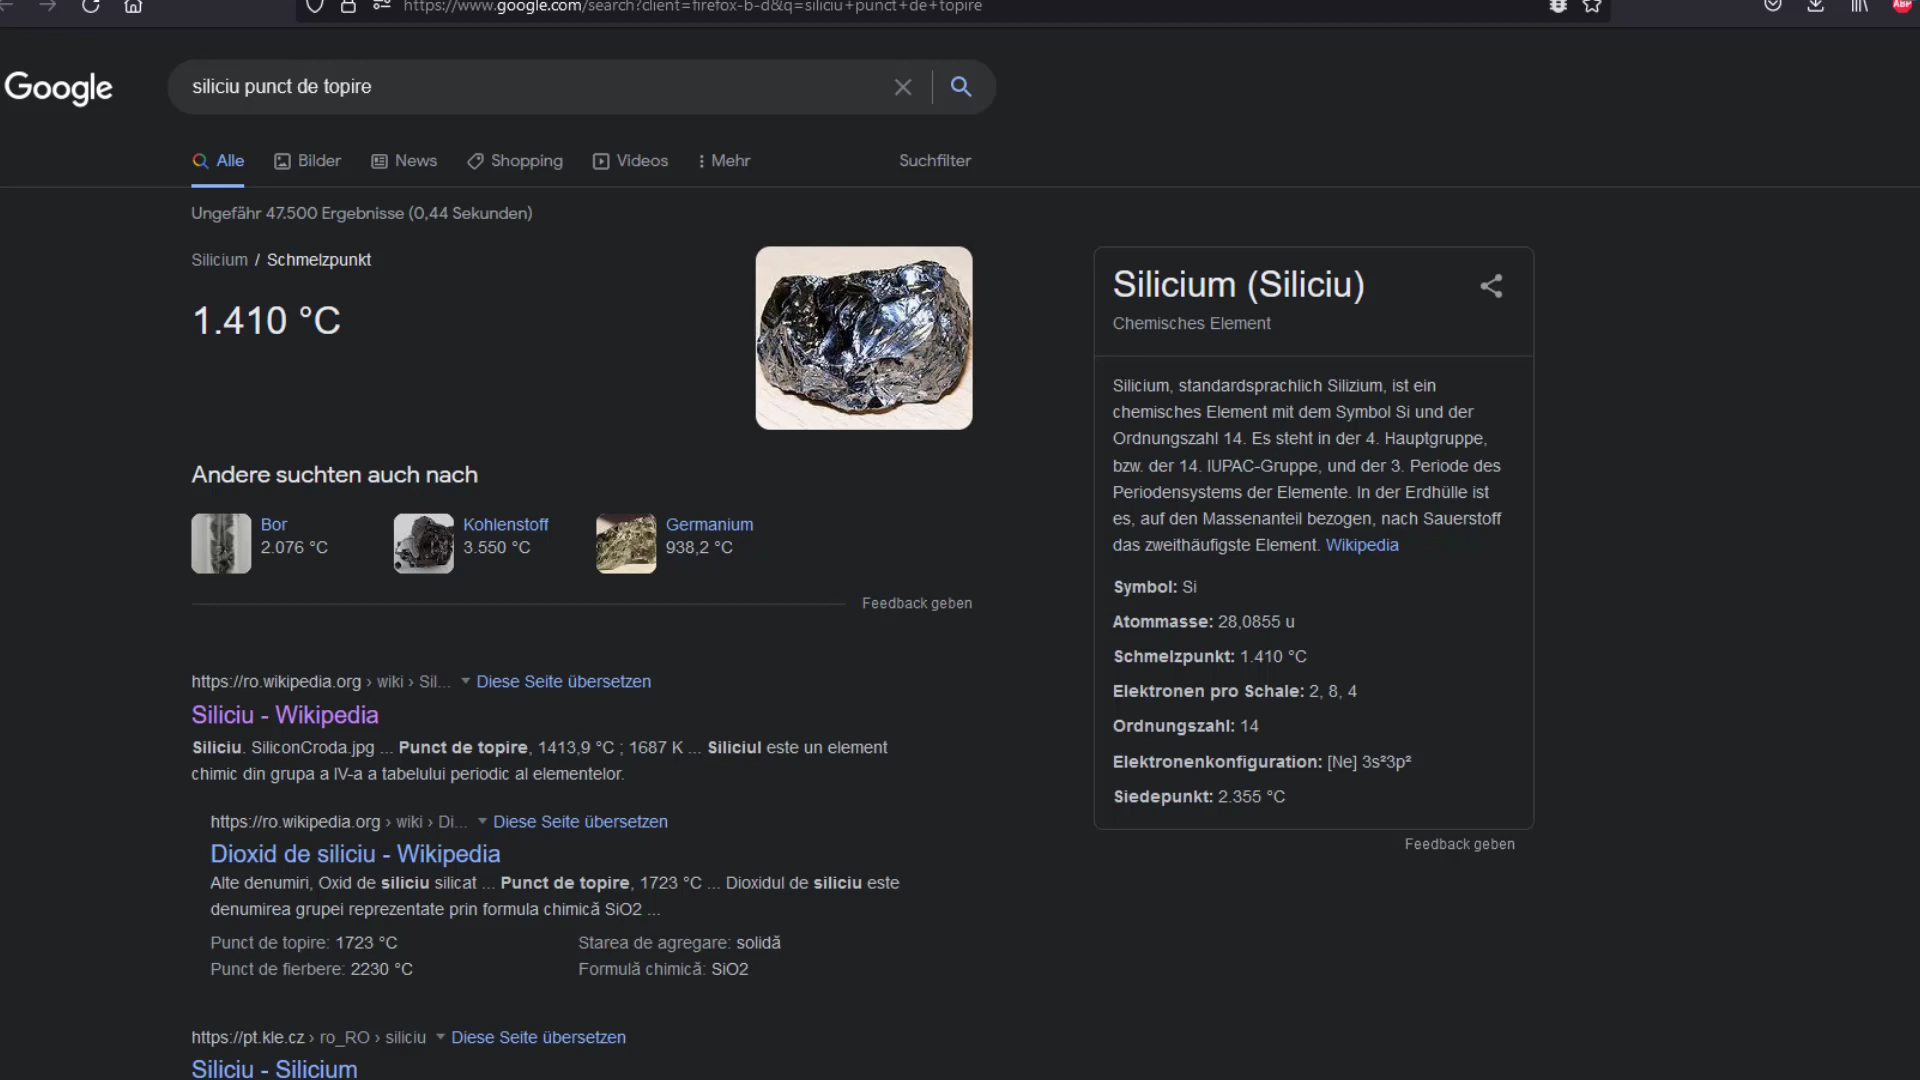 https://www.google.com/search?client=firefox-b-d&q=siliciu+punct+de+topire
ABP
Google
siliciu punct de topire
Alle
Bilder
News
Shopping
Videos
Mehr
Suchfilter
Ungefähr 47.500 Ergebnisse (0,44 Sekunden)
Silicium / Schmelzpunkt
1.410 °C
Andere suchten auch nach
Bor
2.076 °C
Kohlenstoff
3.550 °C
Germanium
938,2 °C
Feedback geben
https://ro.wikipedia.org › wiki › Sil... Diese Seite übersetzen
Siliciu - Wikipedia
Siliciu. SiliconCroda.jpg ... Punct de topire, 1413,9 °C ; 1687 K ... Siliciul este un element
chimic din grupa a IV-a a tabelului periodic al elementelor.
https://ro.wikipedia.org › wiki › Di... Diese Seite übersetzen
Dioxid de siliciu - Wikipedia
Alte denumiri, Oxid de siliciu silicat ... Punct de topire, 1723 °C ... Dioxidul de siliciu este
denumirea grupei reprezentate prin formula chimică SiO2 ...
Punct de topire: 1723 °C
Starea de agregare: solidă
Punct de fierbere: 2230 °C
Formulă chimică: SiO2
https://pt.kle.cz › ro_RO › siliciu Diese Seite übersetzen
Siliciu - Silicium
Silicium (Siliciu)
Chemisches Element
Silicium, standardsprachlich Silizium, ist ein
chemisches Element mit dem Symbol Si und der
Ordnungszahl 14. Es steht in der 4. Hauptgruppe,
bzw. der 14. IUPAC-Gruppe, und der 3. Periode des
Periodensystems der Elemente. In der Erdhülle ist
es, auf den Massenanteil bezogen, nach Sauerstoff
das zweithäufigste Element. Wikipedia
Symbol: Si
Atommasse: 28,0855 u
Schmelzpunkt: 1.410 °C
Elektronen pro Schale: 2, 8, 4
Ordnungszahl: 14
Elektronenkonfiguration: [Ne] 3s²3p²
Siedepunkt: 2.355 °C
Feedback geben